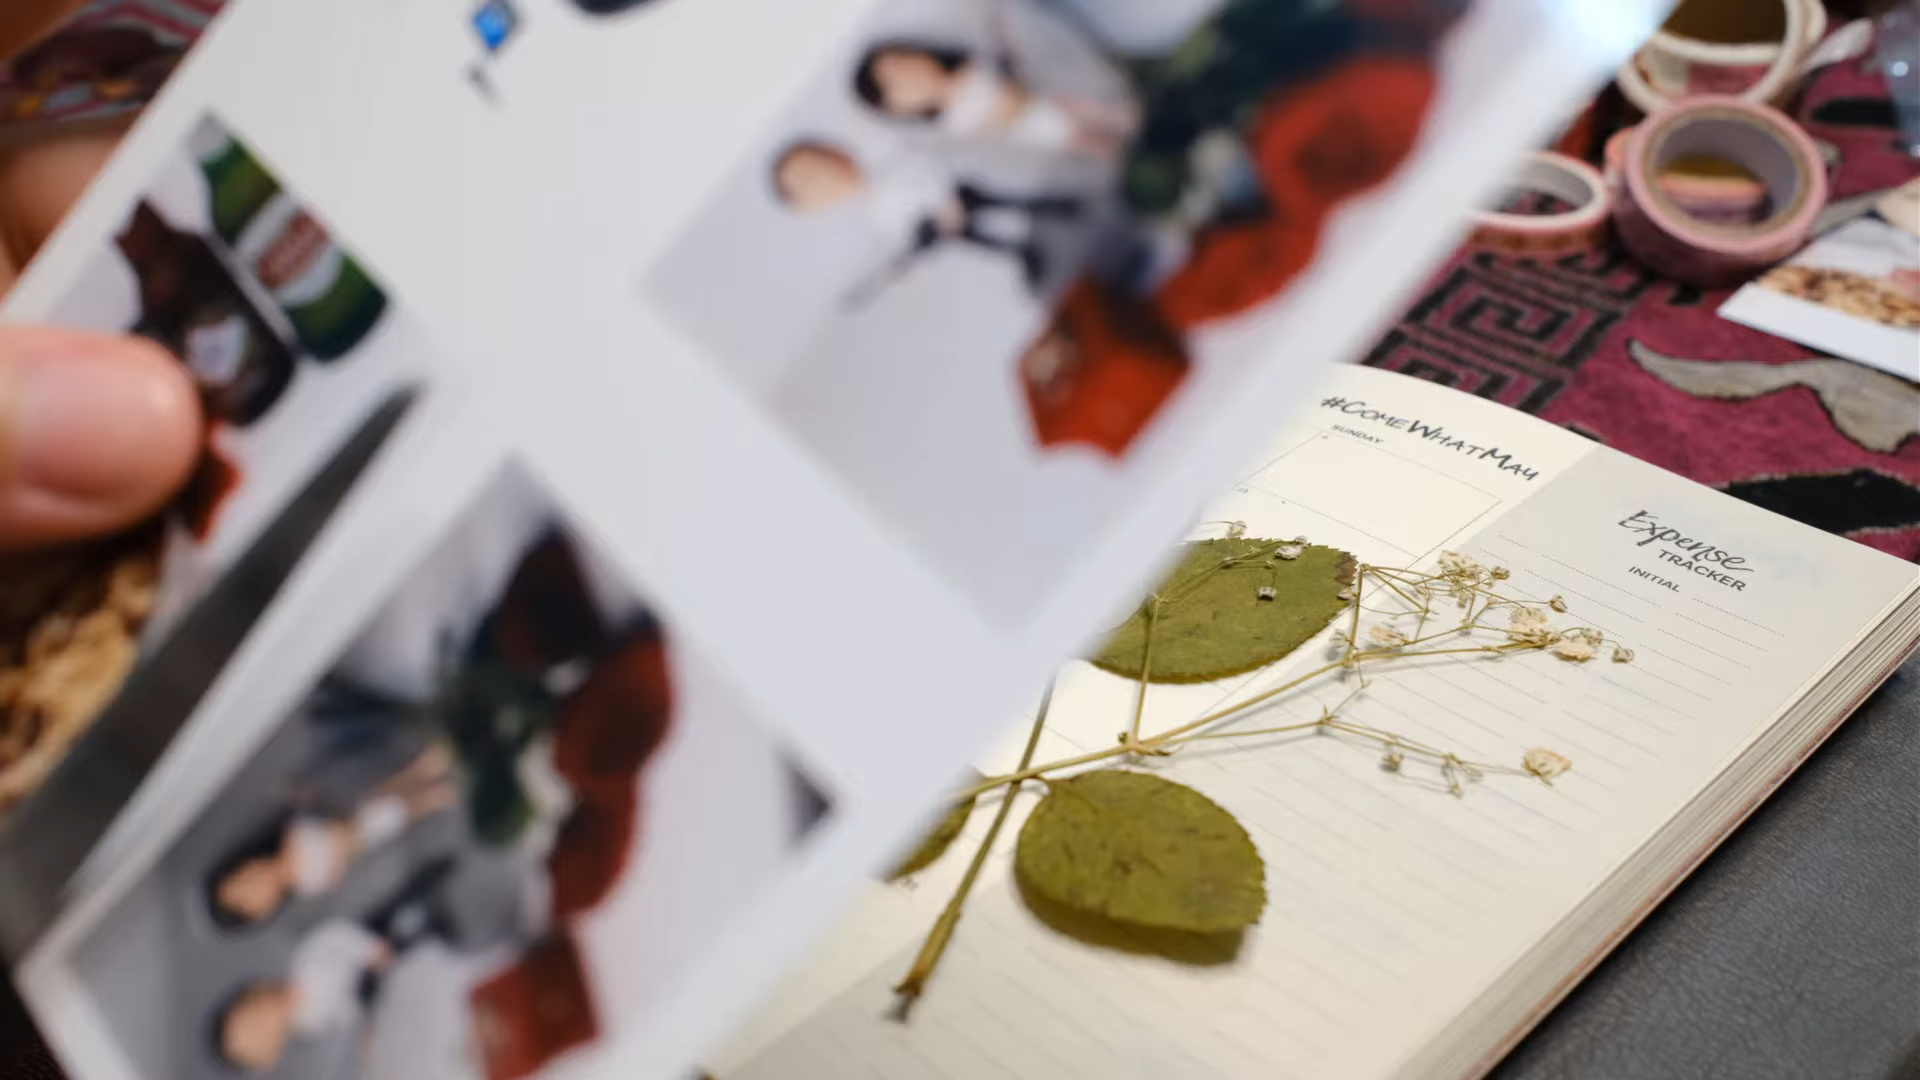 #COMEWHATMAY
SUNDAY
Expense
TRACKER
INITIAL